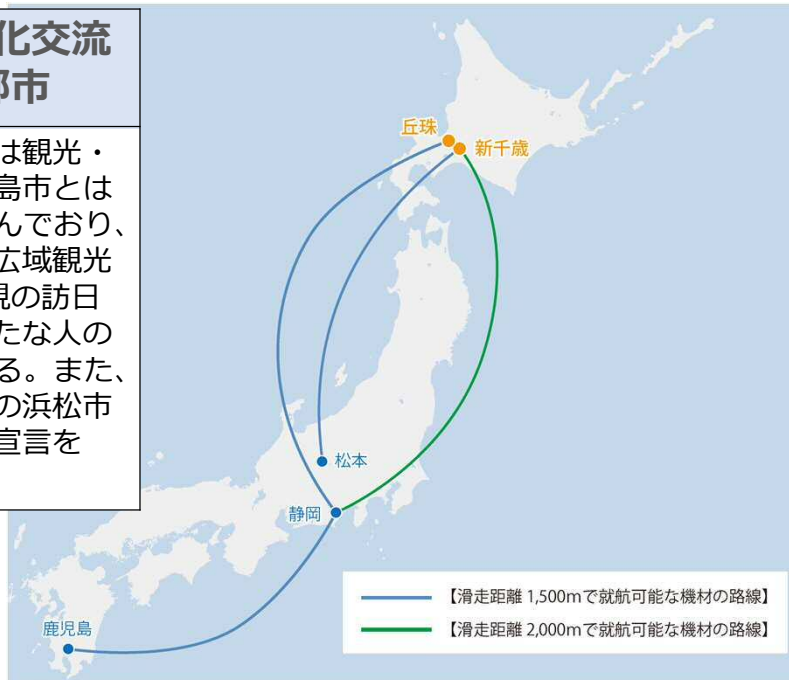 化交流
都市
は観光・
島市とは
んでおり、
広域観光
規の訪日
たな人の
る。また、
の浜松市
宣言を
丘珠
新千歳
松本
静岡
鹿児島
【滑走距離 1,500mで就航可能な機材の路線】
【滑走距離 2,000mで就航可能な機材の路線】